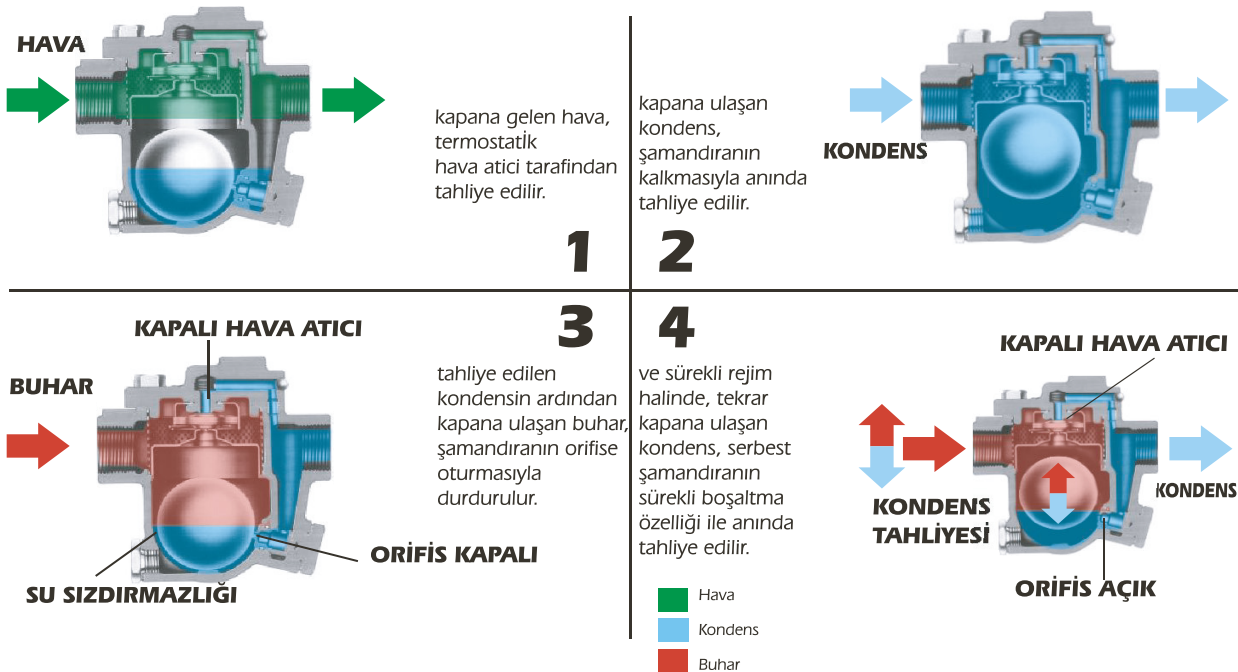 HAVA
kapana gelen hava,
termostatİk
hava atici tarafindan
tahliye edilir.
1
kapana ulaşan
kondens,
şamandıranın
kalkmasıyla anında
tahliye edilir.
2
KONDENS
3
KAPALI HAVA ATICI
BUHAR
tahliye edilen
kondensin ardından
kapana ulaşan buhar,
şamandıranın orifise
oturmasıyla
durdurulur.
ORİFİS KAPALI
SU SIZDIRMAZLIĞI
4
ve sürekli rejim
halinde, tekrar
kapana ulaşan
kondens, serbest
şamandıranın
sürekli boşaltma
özelliği ile anında
tahliye edilir.
KAPALI HAVA ATICI
KONDENS
TAHLİYESİ
KONDENS
ORİFİS AÇIK
Hava
Kondens
Buhar